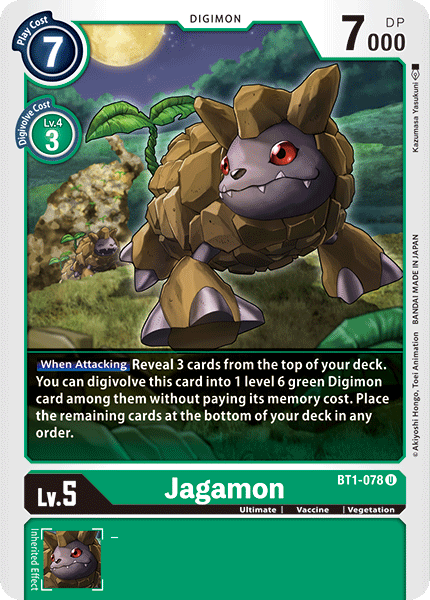 Play Cost
7
DIGIMON
DP
7000
Digivolve Cost
Lv.4
3
Kazumasa Yasukuni
When Attacking Reveal 3 cards from the top of your deck.
You can digivolve this card into 1 level 6 green Digimon
card among them without paying its memory cost. Place
the remaining cards at the bottom of your deck in any
order.
©Akiyoshi Hongo, Toei Animation BANDAI MADE IN JAPAN
Lv.5
Jagamon
BT1-078 U
Ultimate | Vaccine | Vegetation
Inherited Effect
–